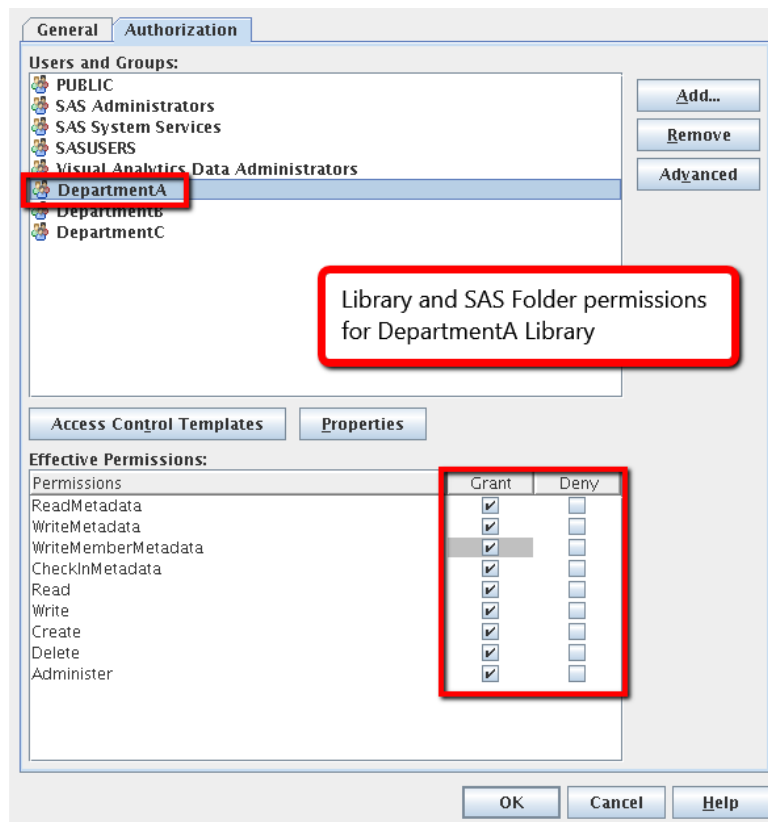 General Authorization
Users and Groups:
PUBLIC
SAS Administrators
SAS System Services
SASUSERS
Visual Analytics Data Administrators
DepartmentA
DepartmentB
DepartmentC
Add...
Remove
Advanced
Library and SAS Folder permissions
for DepartmentA Library
Access Control Templates Properties
Effective Permissions:
Permissions Grant Deny
ReadMetadata
WriteMetadata
WriteMemberMetadata
CheckInMetadata
Read
Write
Create
Delete
Administer
OK Cancel Help